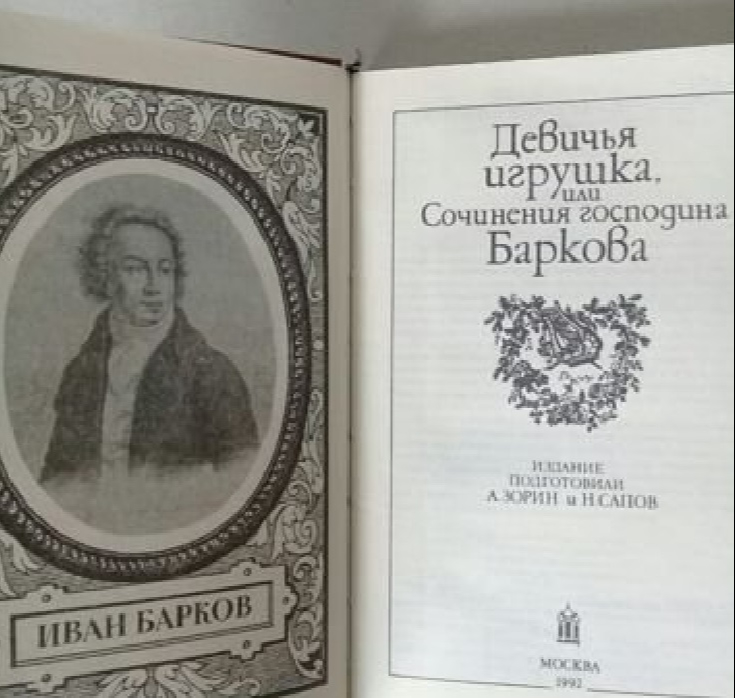 ИВАН БАРКОВ
Девичья
игрушка,
или
Сочинения господина
Баркова
ИЗДАНИЕ
ПОДГОТОВИЛИ
А. ЗОРИН и Н. САПОВ
МОСКВА
1992